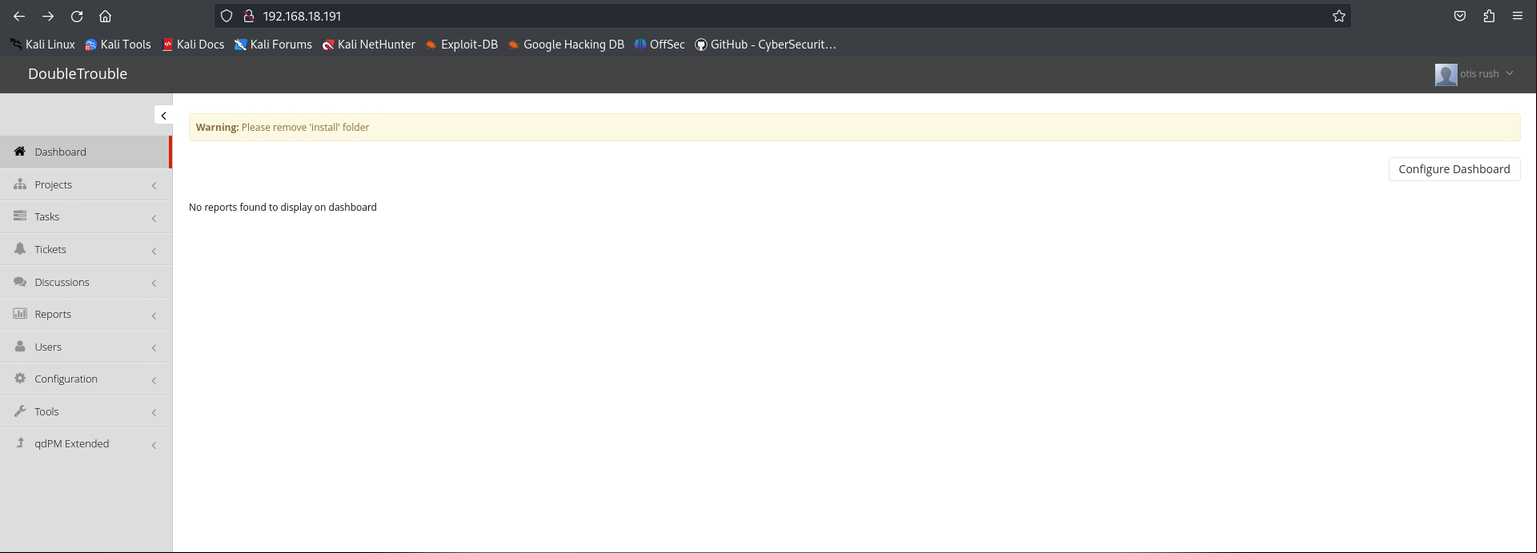 192.168.18.191
Kali Linux Kali Tools Kali Docs Kali Forums Kali NetHunter Exploit-DB Google Hacking DB OffSec GitHub - CyberSecurit…
DoubleTrouble
otis rush
Warning: Please remove 'install' folder
Dashboard
Configure Dashboard
Projects
No reports found to display on dashboard
Tasks
Tickets
Discussions
Reports
Users
Configuration
Tools
qdPM Extended